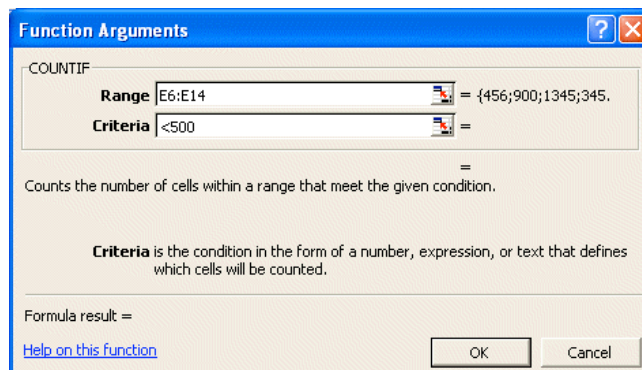 Function Arguments
COUNTIF
Range E6:E14 = {456;900;1345;345.
Criteria <500 =
=
Counts the number of cells within a range that meet the given condition.
Criteria is the condition in the form of a number, expression, or text that defines
which cells will be counted.
Formula result =
Help on this function OK Cancel